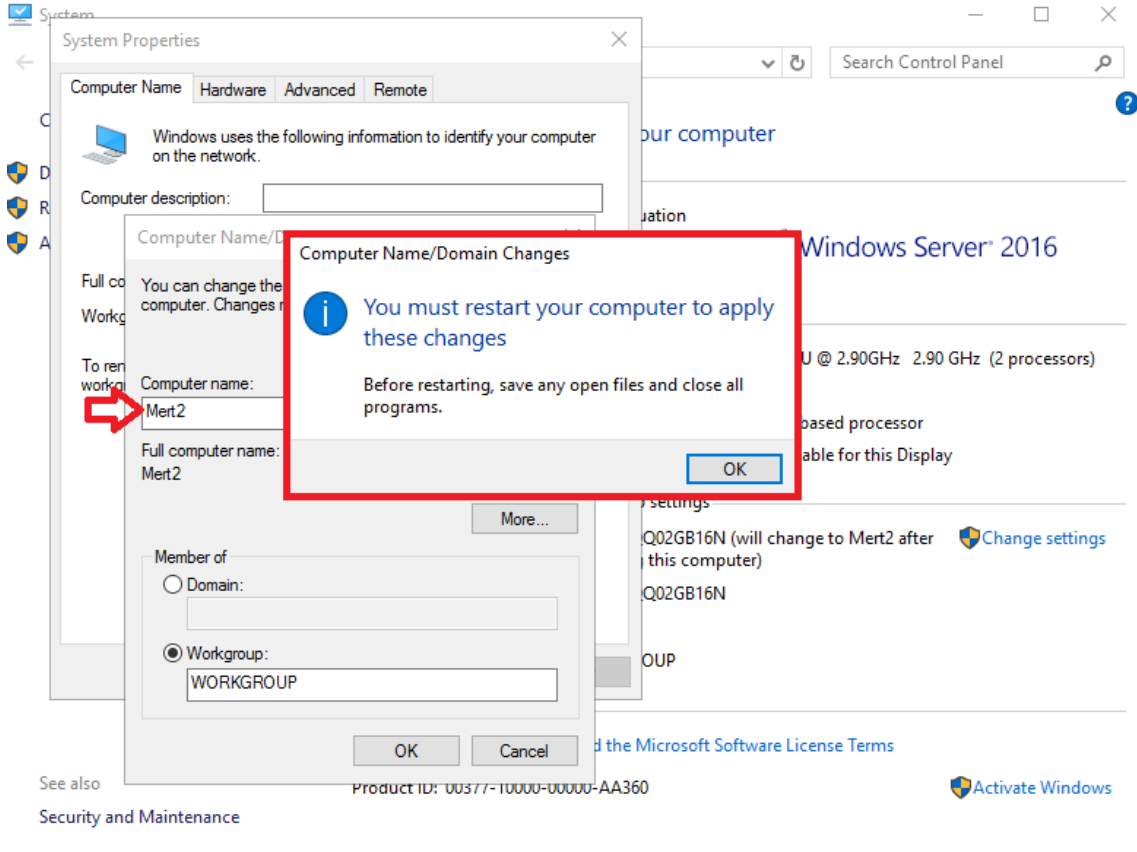 System
System Properties
Search Control Panel
Computer Name Hardware Advanced Remote
Windows uses the following information to identify your computer
on the network.
computer
Computer description:
Computer Name/D
Computer Name/Domain Changes
Windows Server 2016
Full co
You can change the
computer. Changes
Workg
You must restart your computer to apply
these changes
To ren
workg
U @ 2.90GHz 2.90 GHz (2 processors)
Computer name:
Before restarting, save any open files and close all
programs.
Mert2
based processor
Full computer name:
Mert2
able for this Display
OK
settings
More...
Q02GB16N (will change to Mert2 after
this computer)
Change settings
Member of
Domain:
Q02GB16N
Workgroup:
WORKGROUP
OUP
OK Cancel
d the Microsoft Software License Terms
See also
Product ID: 00377-10000-00000-AA360
Activate Windows
Security and Maintenance